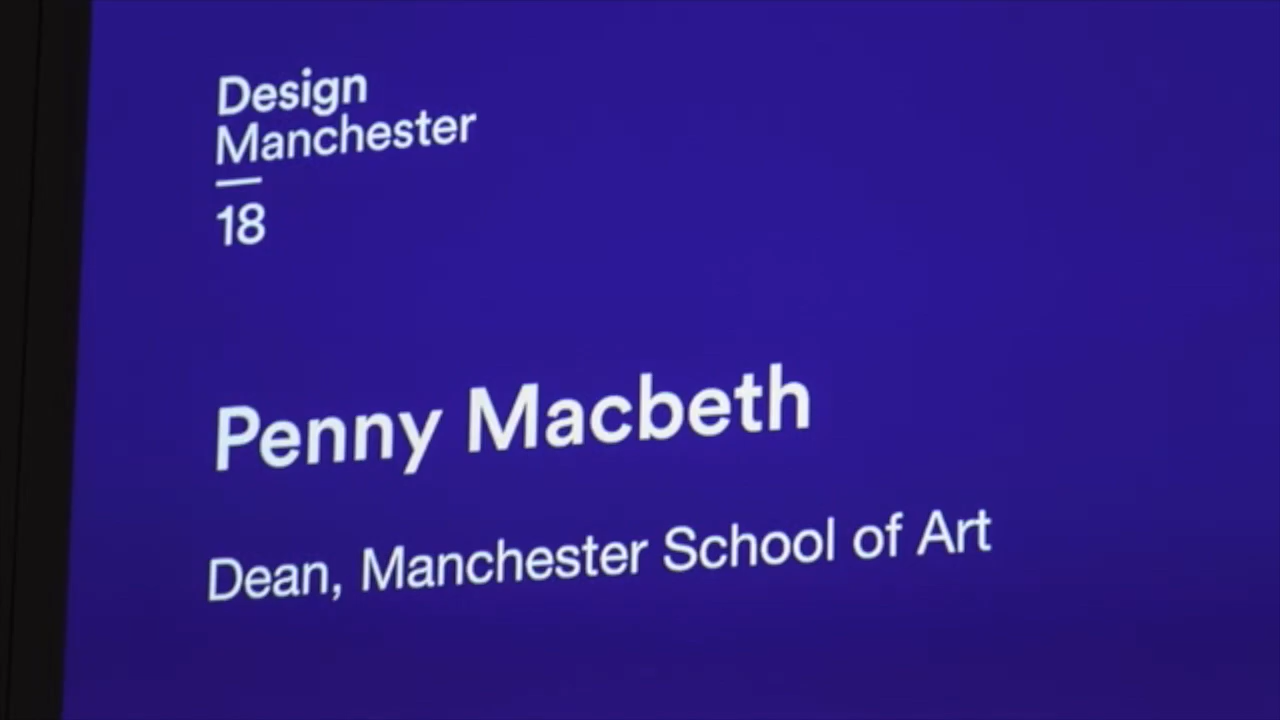 Design
Manchester
18
Penny Macbeth
Dean, Manchester School of Art